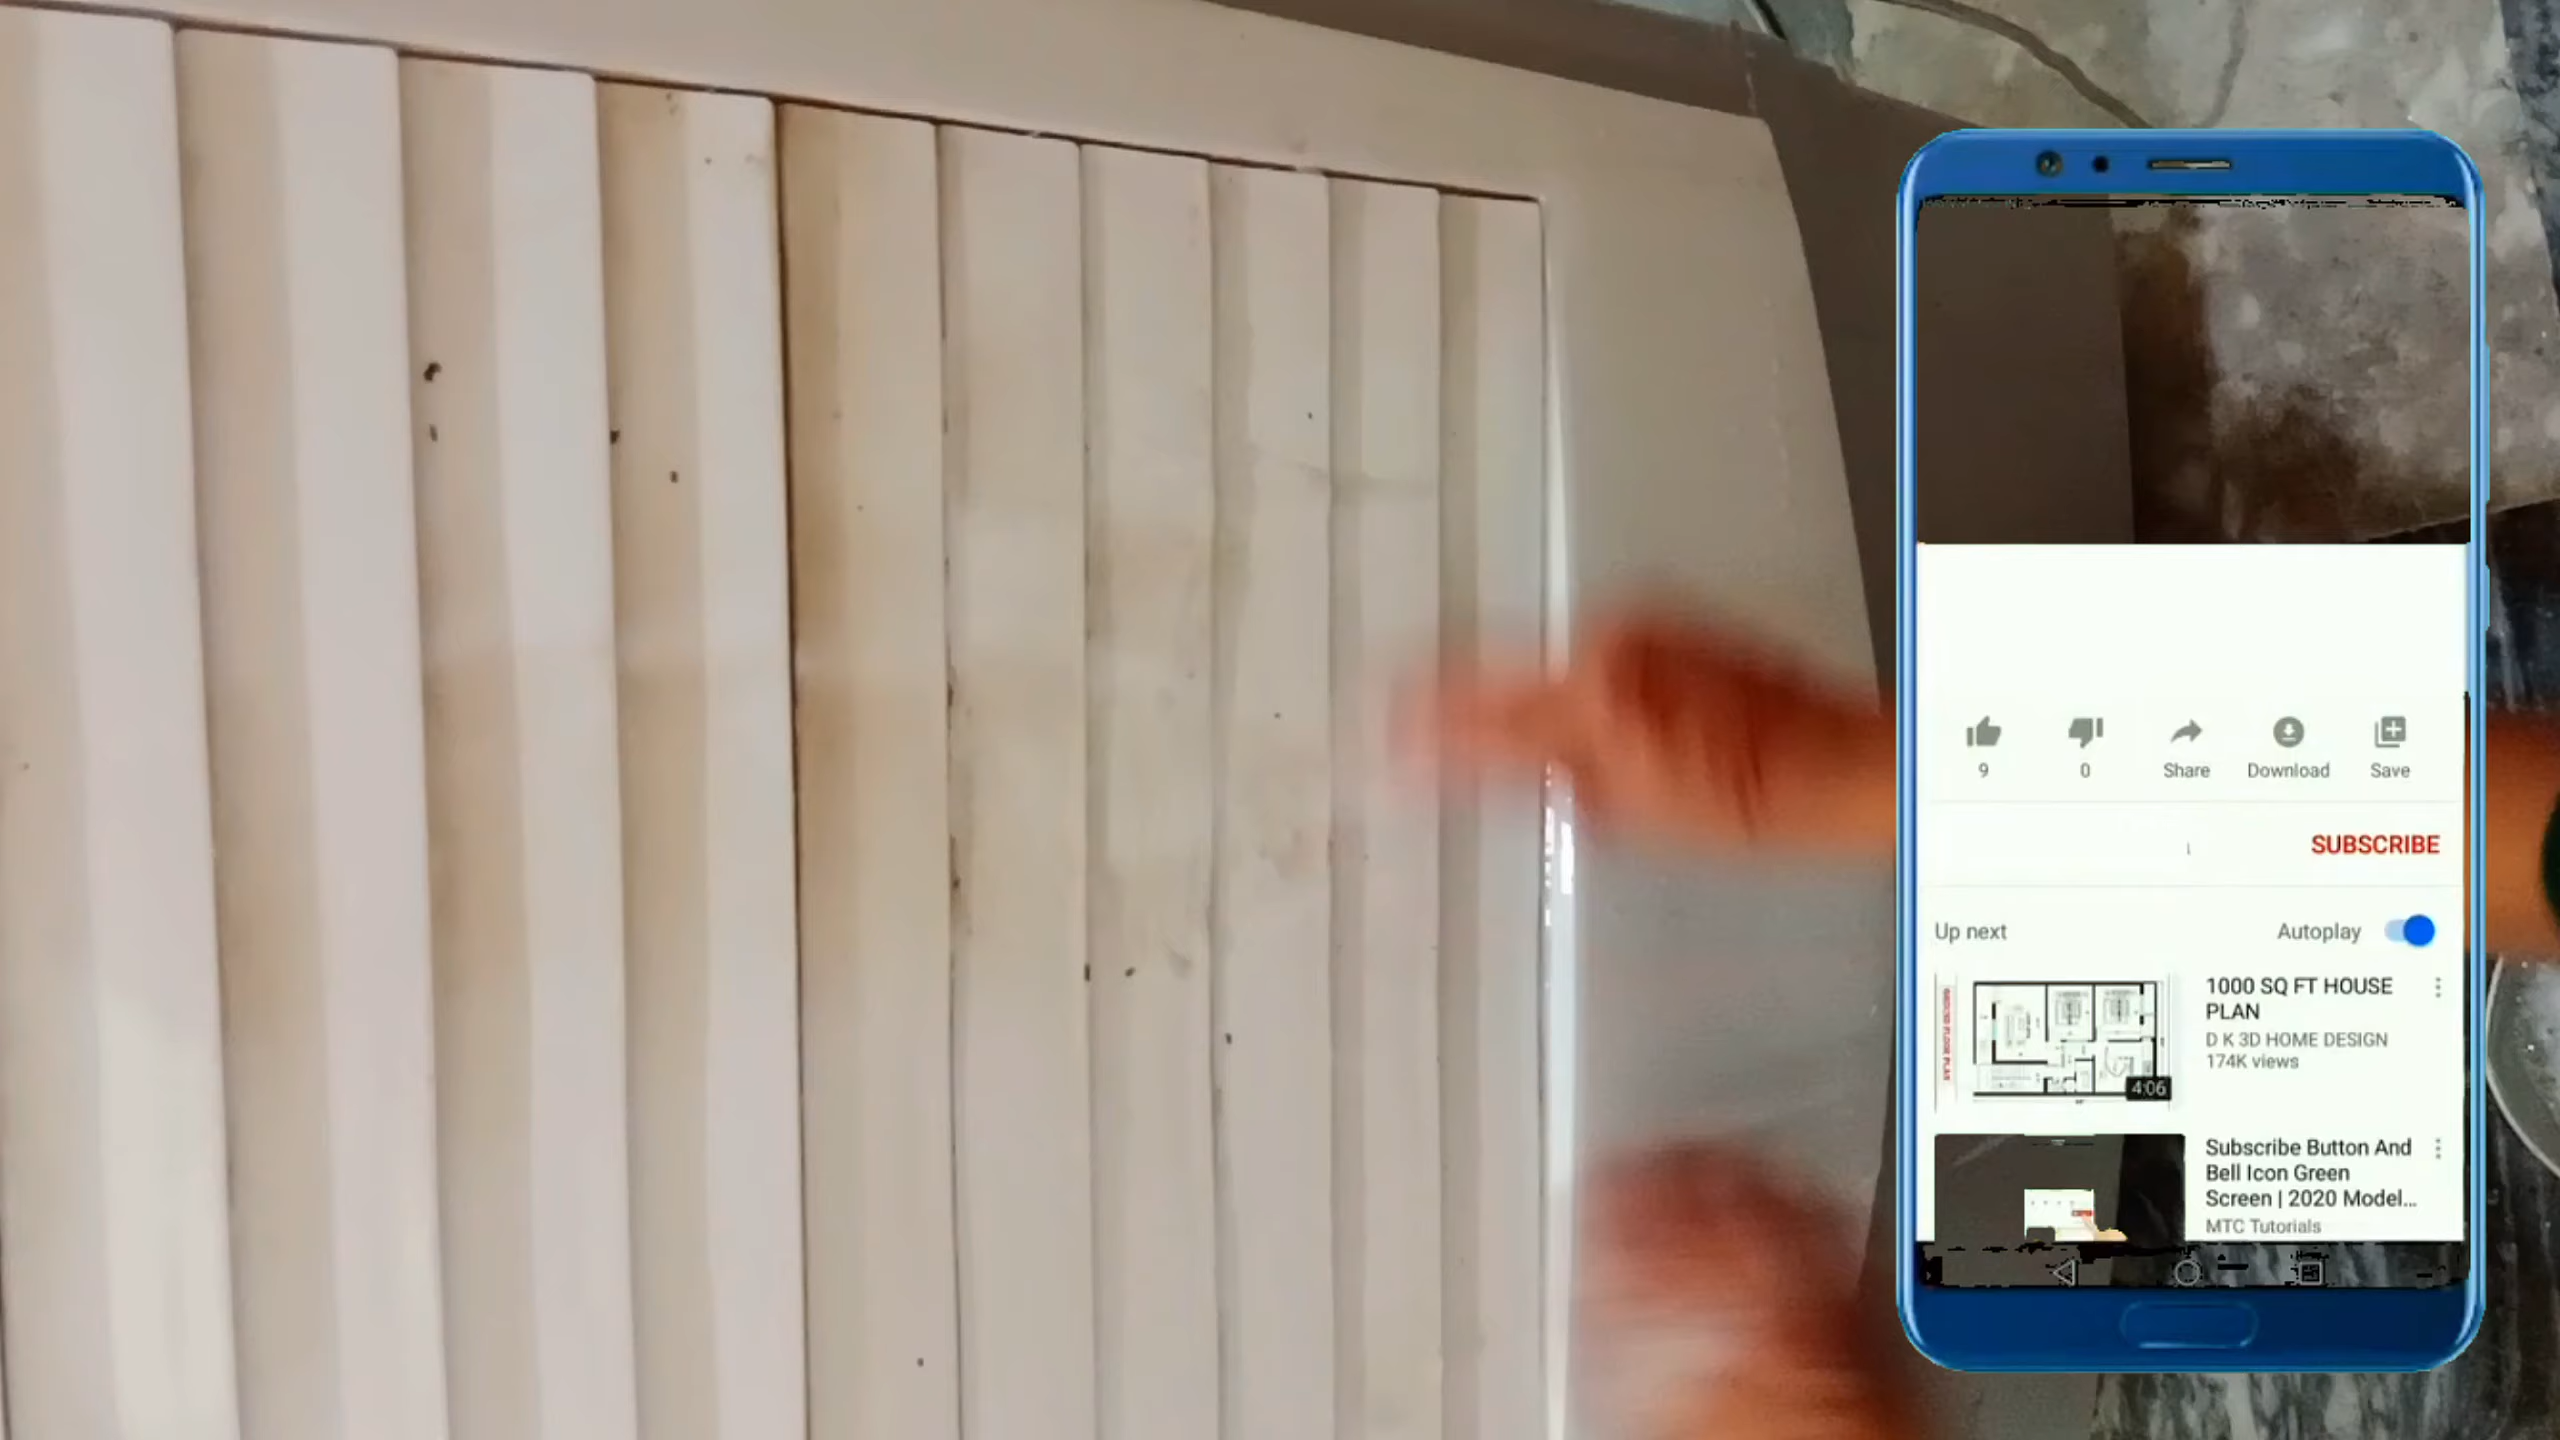 9
0
Share
Download
Save
SUBSCRIBE
Up next
Autoplay
1000 SQ FT HOUSE
PLAN
D K 3D HOME DESIGN
174K views
4:06
Subscribe Button And
Bell Icon Green
Screen | 2020 Model...
MTC Tutorials